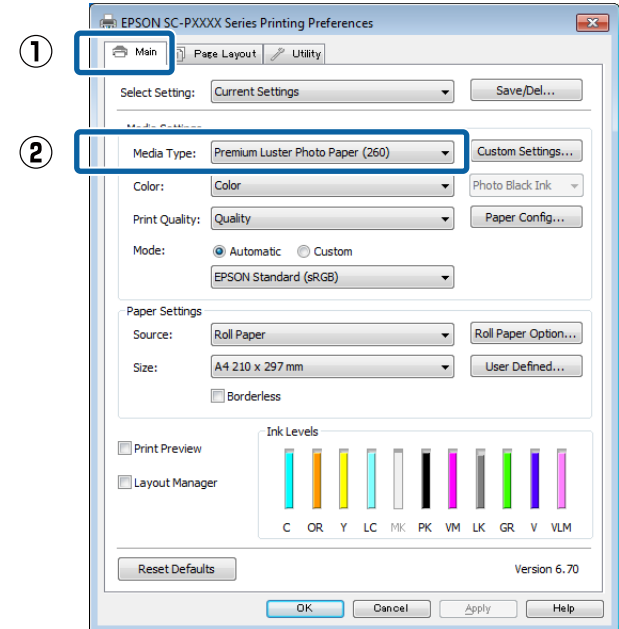 EPSON SC-PXXXX Series Printing Preferences
① Main Page Layout Utility
Select Setting: Current Settings Save/Del...
Media Settings
② Media Type: Premium Luster Photo Paper (260) Custom Settings...
Color: Color Photo Black Ink
Print Quality: Quality Paper Config...
Mode: Automatic Custom
EPSON Standard (sRGB)
Paper Settings
Source: Roll Paper Roll Paper Option...
Size: A4 210 x 297 mm User Defined...
Borderless
Ink Levels
Print Preview
Layout Manager
C OR Y LC MK PK VM LK GR V VLM
Reset Defaults Version 6.70
OK Cancel Apply Help